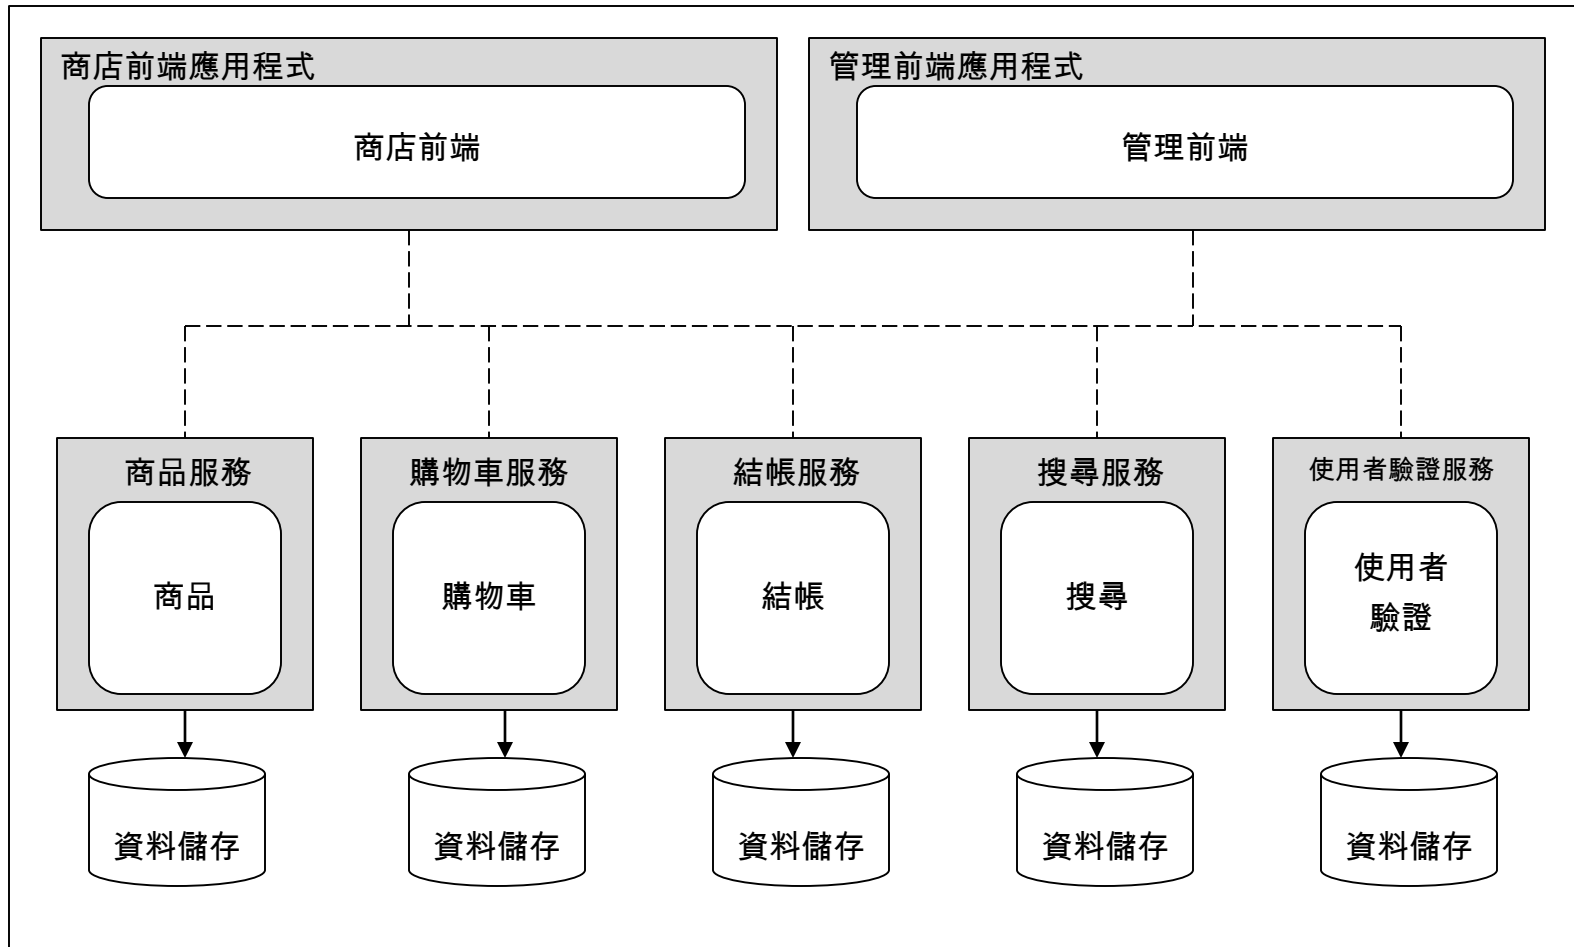 商店前端應用程式
商店前端
管理前端應用程式
管理前端
商品服務
商品
購物車服務
購物車
結帳服務
結帳
搜尋服務
搜尋
使用者驗證服務
使用者
驗證
資料儲存
資料儲存
資料儲存
資料儲存
資料儲存